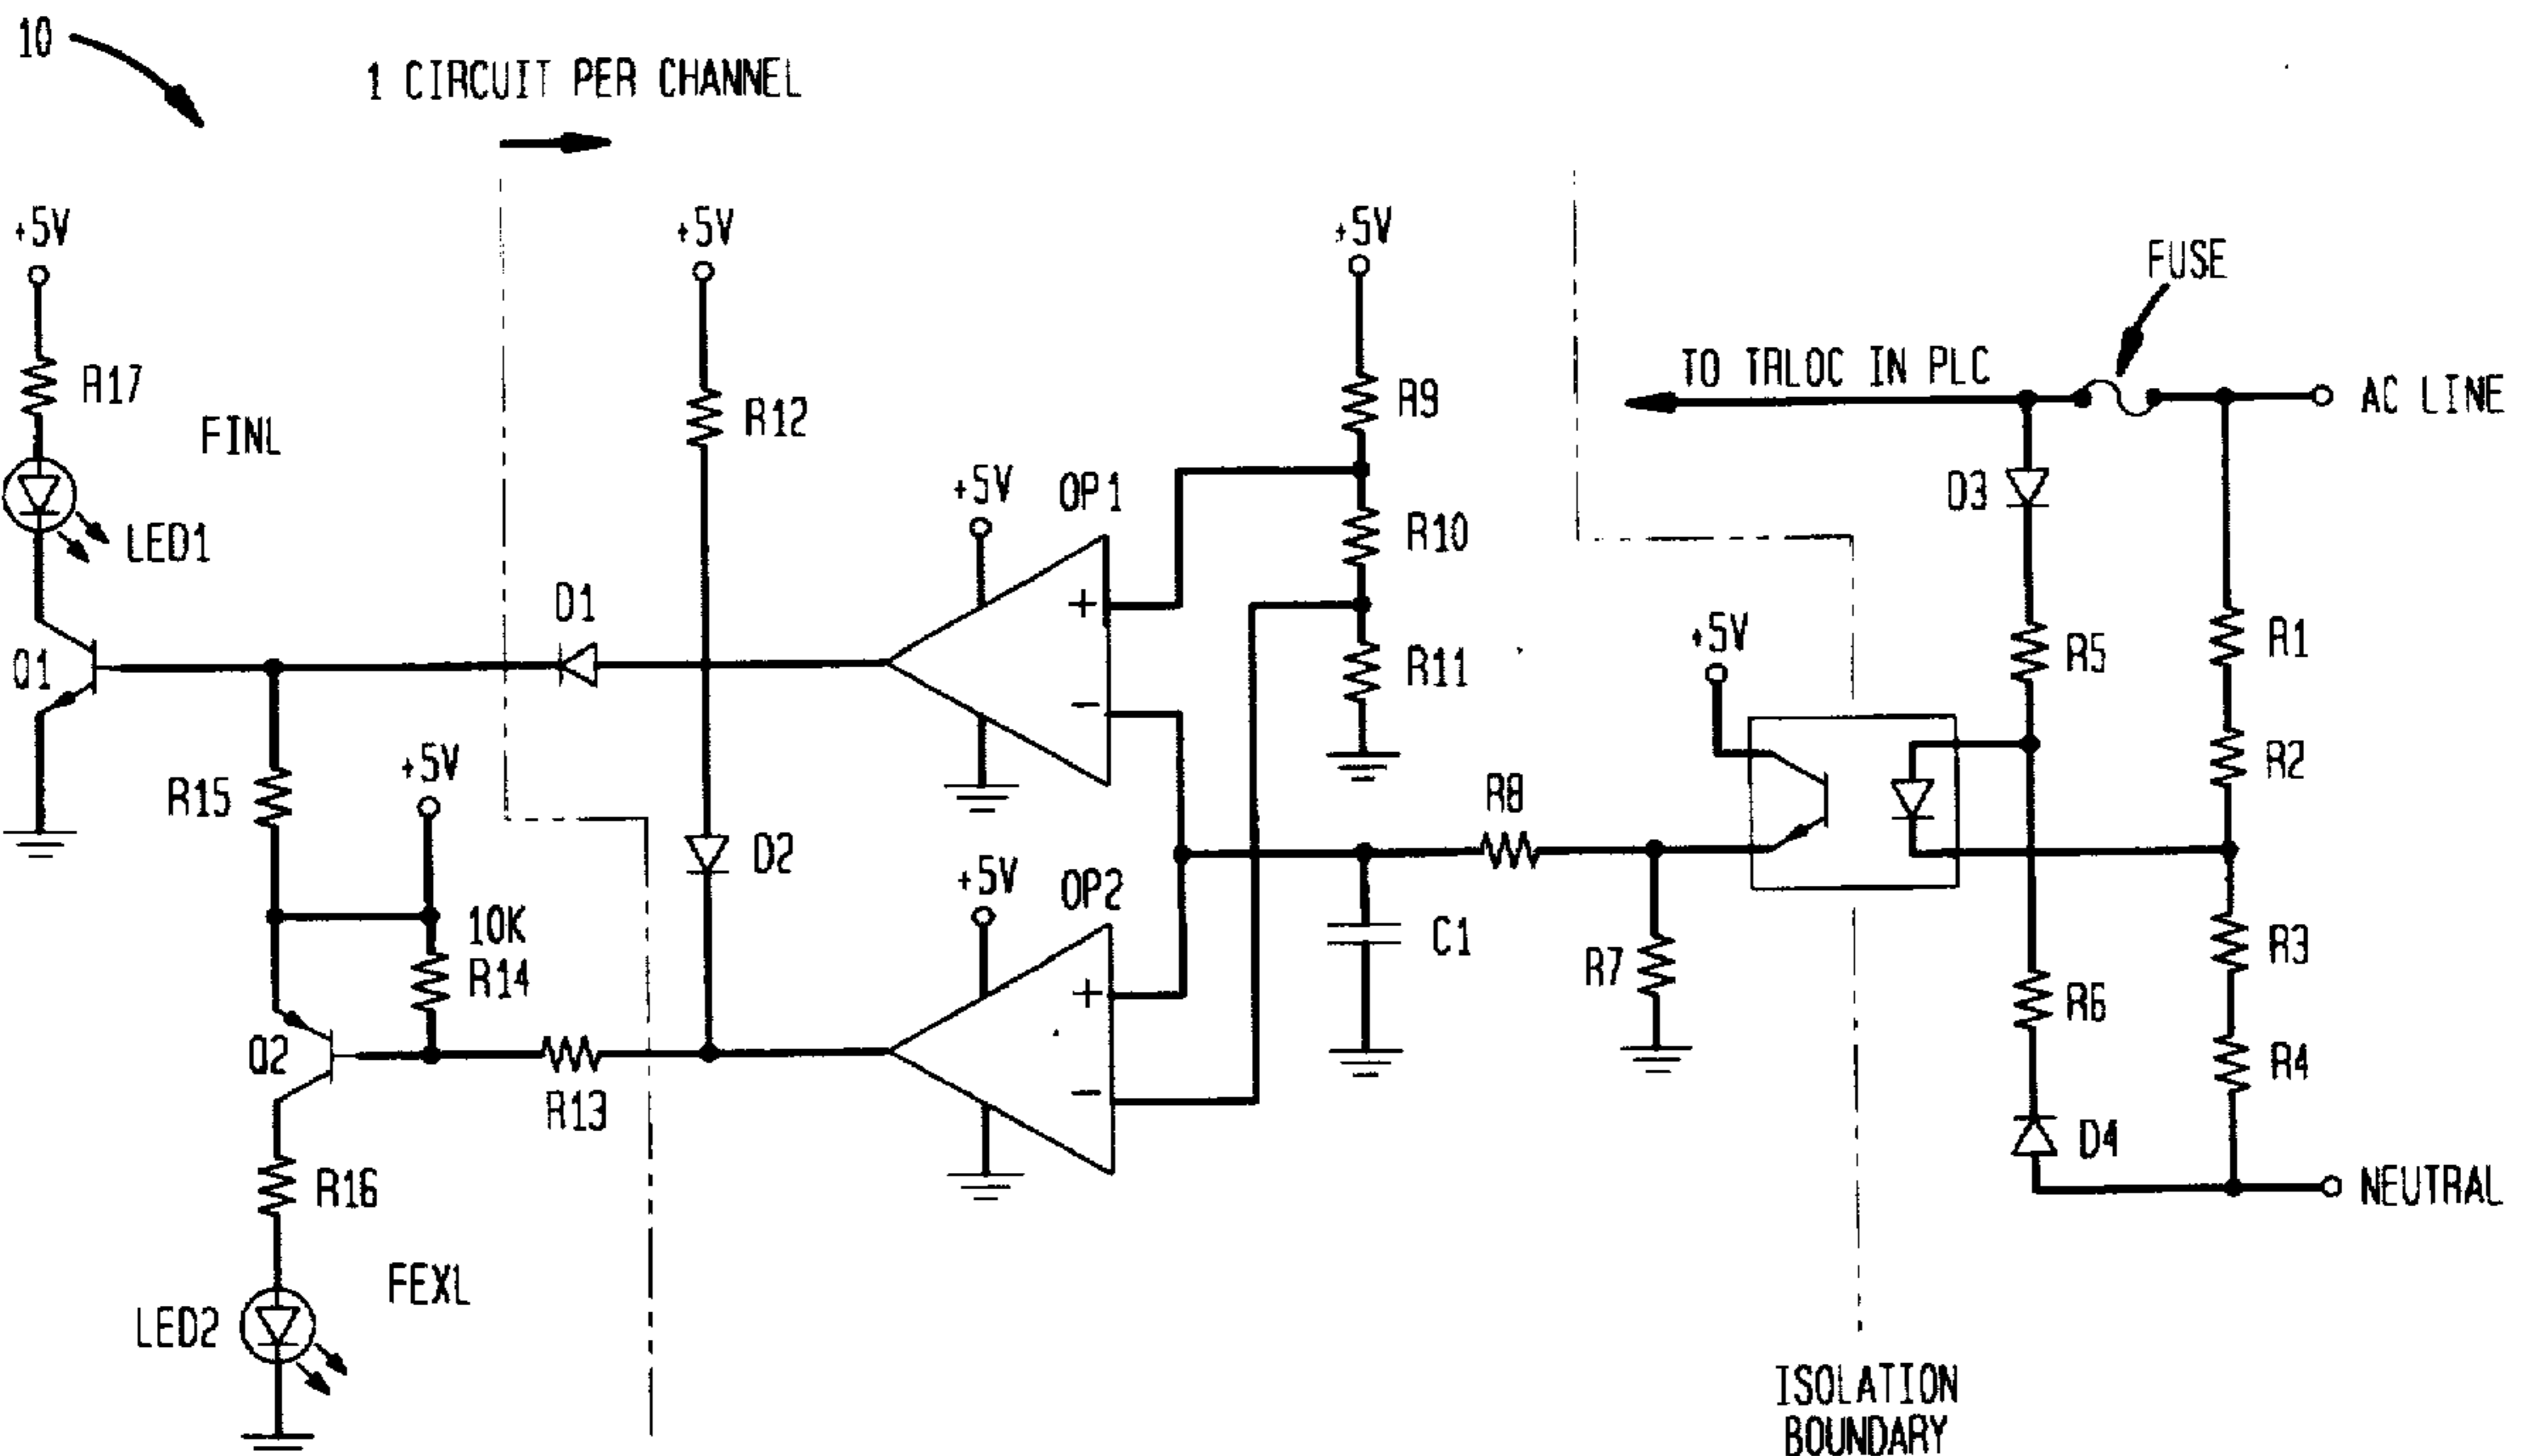 10
1 CIRCUIT PER CHANNEL
+5V
+5V
+5V
FUSE
R17
FINL
R12
R9
TO TRLOC IN PLC
AC LINE
LED1
+5V
OP1
R10
D3
D1
+
+5V
R5
R1
Q1
R11
-
R15
+5V
R2
R8
D2
+5V
OP2
10K
R14
C1
R7
R3
+
R6
Q2
R4
R13
-
D4
R16
NEUTRAL
FEXL
LED2
ISOLATION
BOUNDARY